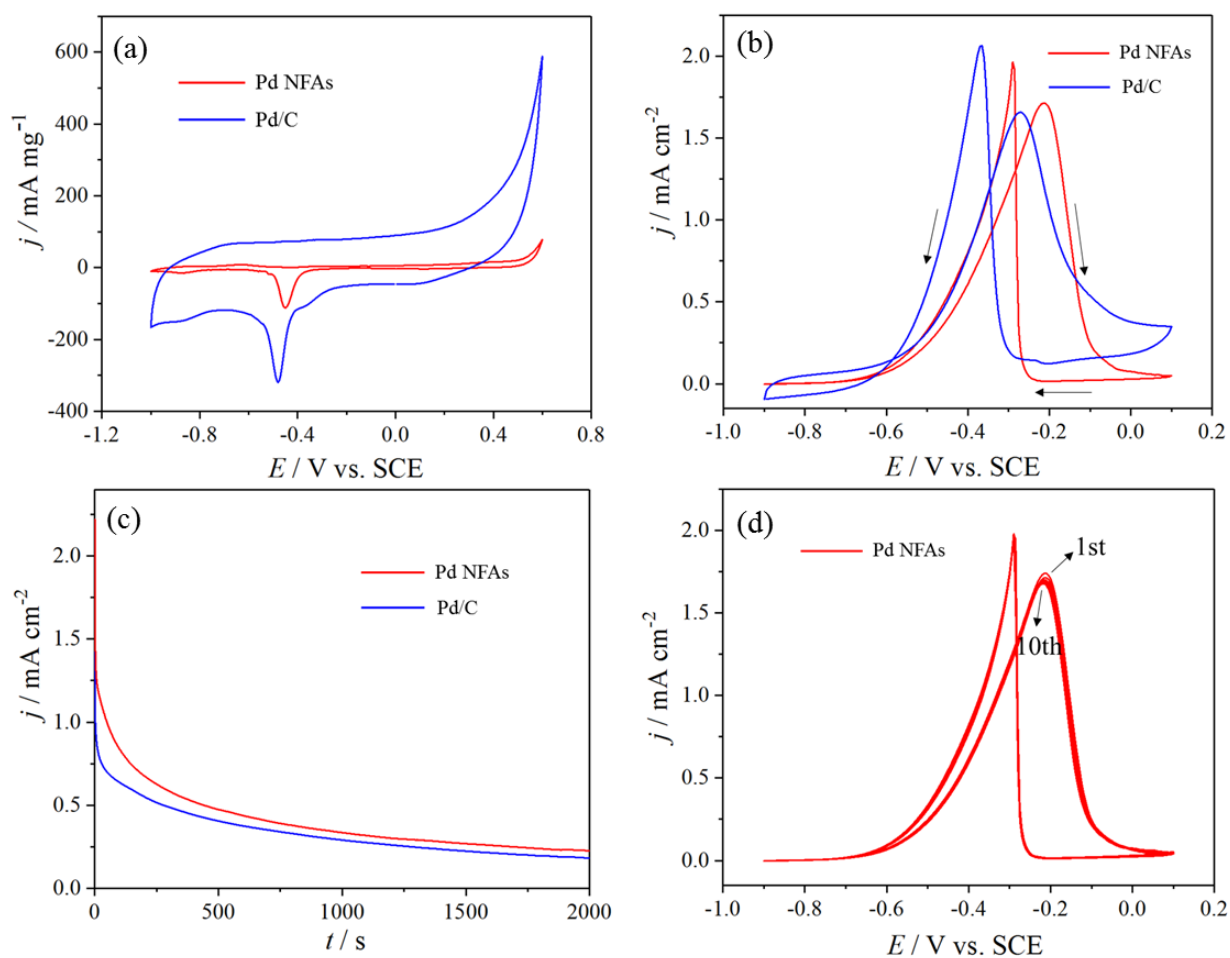 (a)
Pd NFAs
Pd/C
j / mA mg⁻¹
600
400
200
0
-200
-400
-1.2
-0.8
-0.4
0.0
0.4
0.8
E / V vs. SCE
(b)
Pd NFAs
Pd/C
j / mA cm⁻²
2.0
1.5
1.0
0.5
0.0
-1.0
-0.8
-0.6
-0.4
-0.2
0.0
0.2
E / V vs. SCE
(c)
Pd NFAs
Pd/C
j / mA cm⁻²
2.0
1.5
1.0
0.5
0.0
0
500
1000
1500
2000
t / s
(d)
Pd NFAs
1st
10th
j / mA cm⁻²
2.0
1.5
1.0
0.5
0.0
-1.0
-0.8
-0.6
-0.4
-0.2
0.0
0.2
E / V vs. SCE